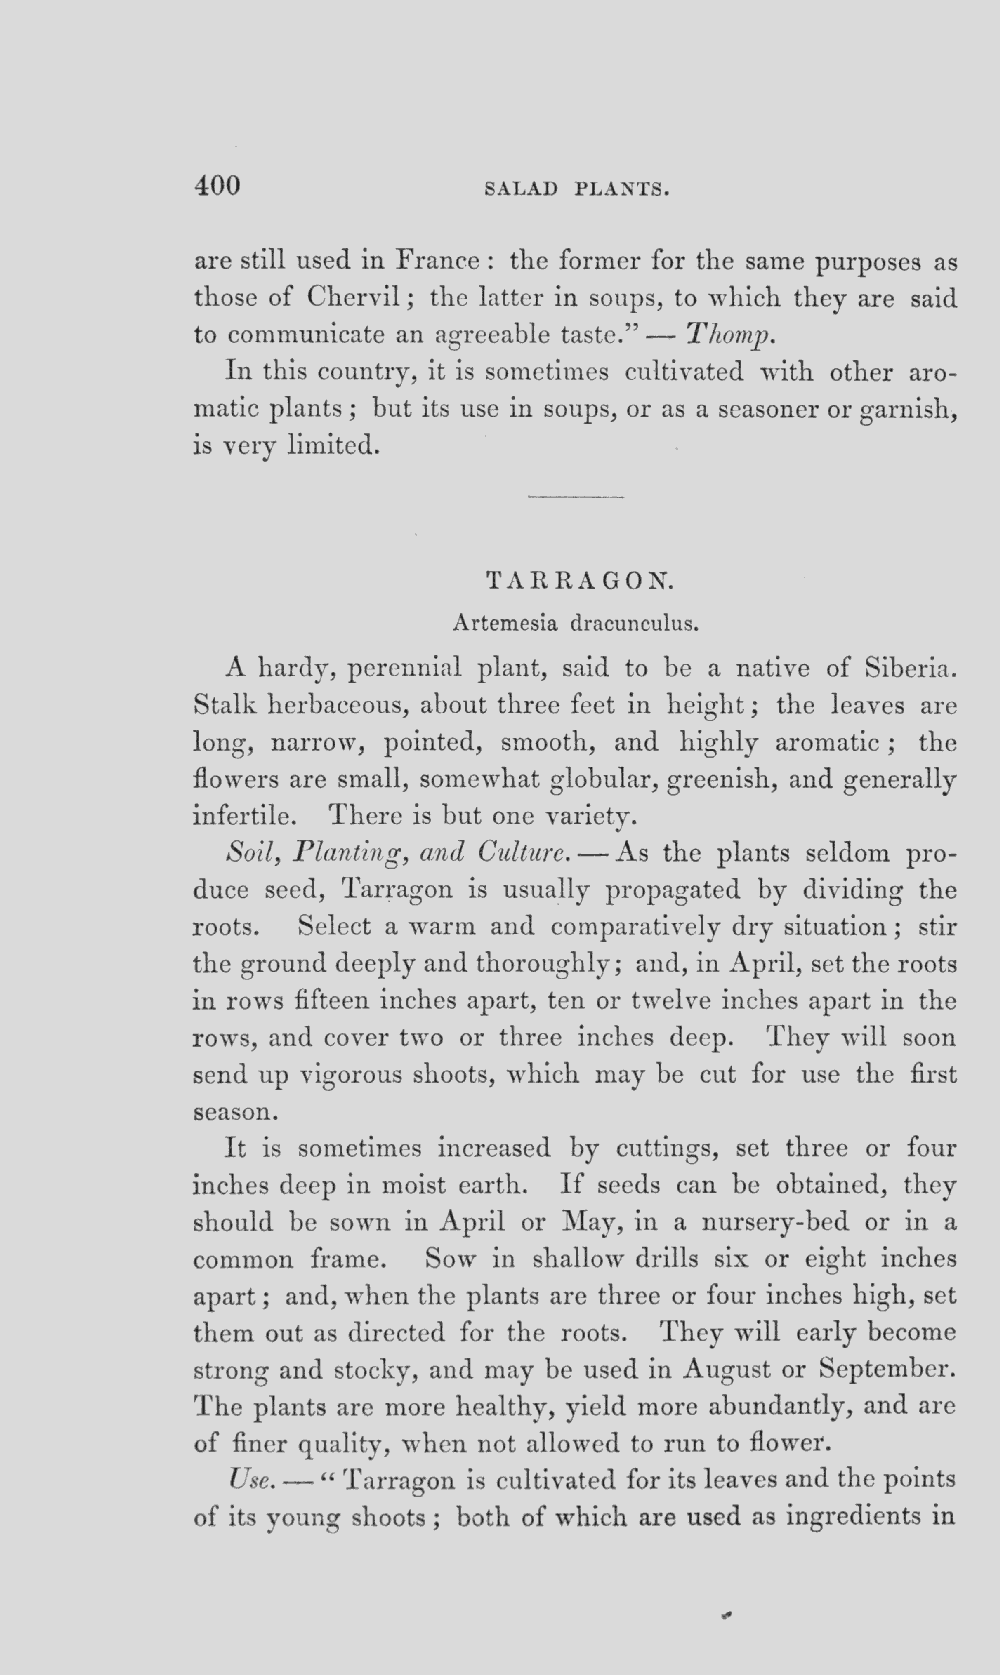 400 SALAD PLANTS.
are still used in France: the former for the same purposes as
those of Chervil; the latter in soups, to which they are said
to communicate an agreeable taste.” — Thomp.
In this country, it is sometimes cultivated with other aro-
matic plants; but its use in soups, or as a seasoner or garnish,
is very limited.
TARRAGON.
Artemesia dracunculus.
A hardy, perennial plant, said to be a native of Siberia.
Stalk herbaceous, about three feet in height; the leaves are
long, narrow, pointed, smooth, and highly aromatic; the
flowers are small, somewhat globular, greenish, and generally
infertile. There is but one variety.
Soil, Planting, and Culture. — As the plants seldom pro-
duce seed, Tarragon is usually propagated by dividing the
roots. Select a warm and comparatively dry situation; stir
the ground deeply and thoroughly; and, in April, set the roots
in rows fifteen inches apart, ten or twelve inches apart in the
rows, and cover two or three inches deep. They will soon
send up vigorous shoots, which may be cut for use the first
season.
It is sometimes increased by cuttings, set three or four
inches deep in moist earth. If seeds can be obtained, they
should be sown in April or May, in a nursery-bed or in a
common frame. Sow in shallow drills six or eight inches
apart; and, when the plants are three or four inches high, set
them out as directed for the roots. They will early become
strong and stocky, and may be used in August or September.
The plants are more healthy, yield more abundantly, and are
of finer quality, when not allowed to run to flower.
Use. — “Tarragon is cultivated for its leaves and the points
of its young shoots; both of which are used as ingredients in